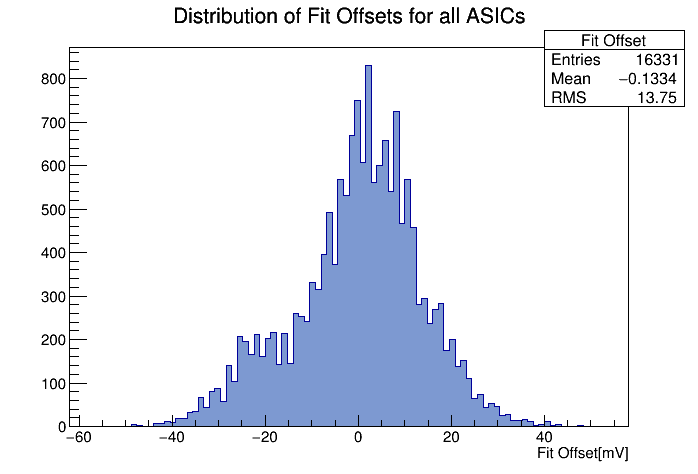 Distribution of Fit Offsets for all ASICs
Fit Offset
Entries 16331
Mean −0.1334
RMS 13.75
800
700
600
500
400
300
200
100
0
−60 −40 −20 0 20 40
Fit Offset[mV]